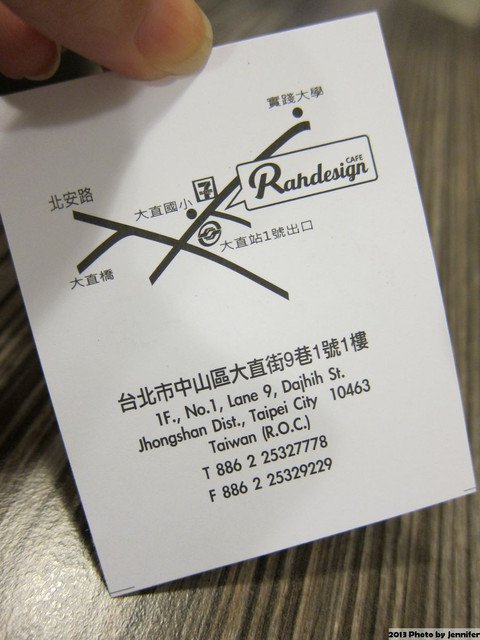 實踐大學
Rahdesign
CAFE
北安路
大直國小
7
大直站1號出口
大直橋
台北市中山區大直街9巷1號1樓
1F., No.1, Lane 9, Dajhih St.
Jhongshan Dist., Taipei City 10463
Taiwan (R.O.C.)
T 886 2 25327778
F 886 2 25329229
2013 Photo by Jennifer